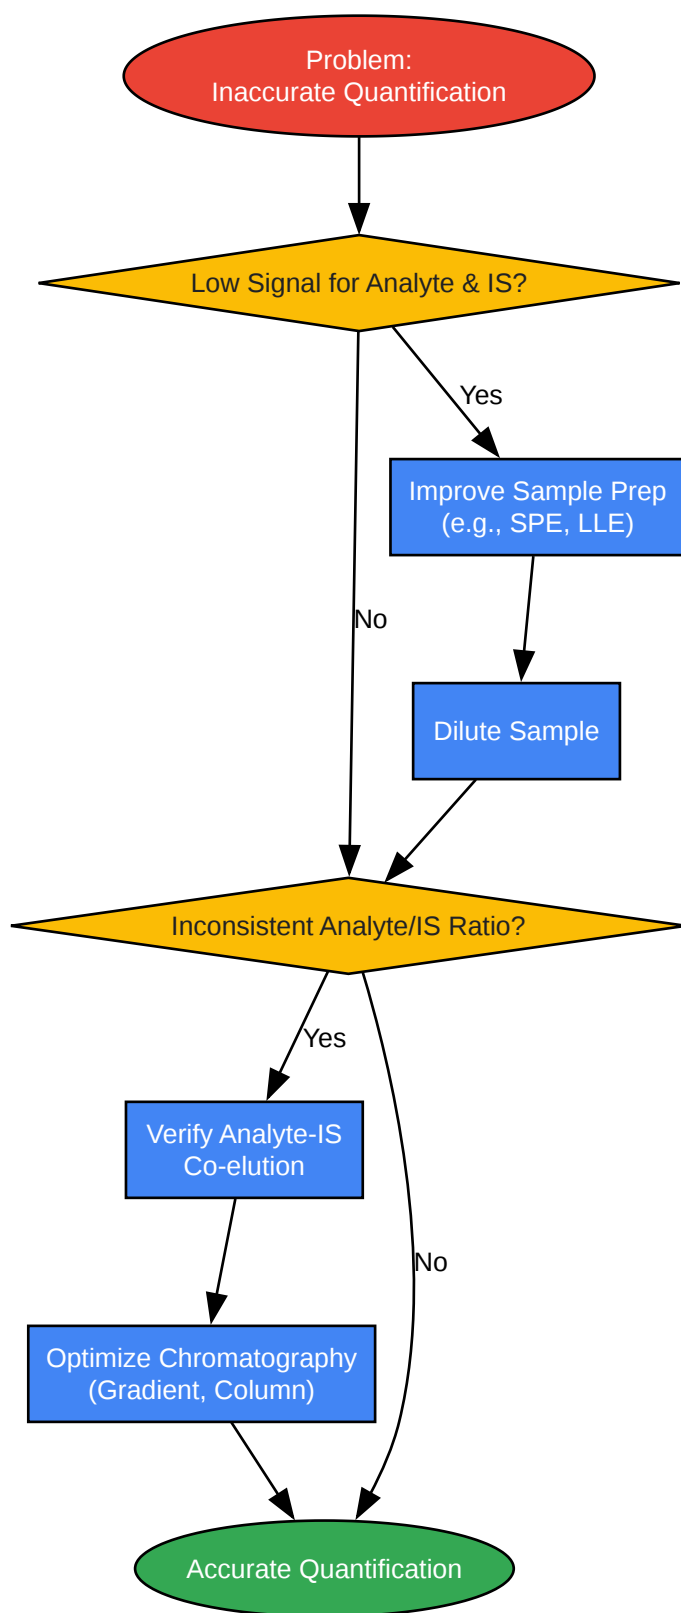 Problem:
Inaccurate Quantification
Low Signal for Analyte & IS?
Yes
Improve Sample Prep
(e.g., SPE, LLE)
No
Dilute Sample
Inconsistent Analyte/IS Ratio?
Yes
Verify Analyte-IS
Co-elution
No
Optimize Chromatography
(Gradient, Column)
Accurate Quantification